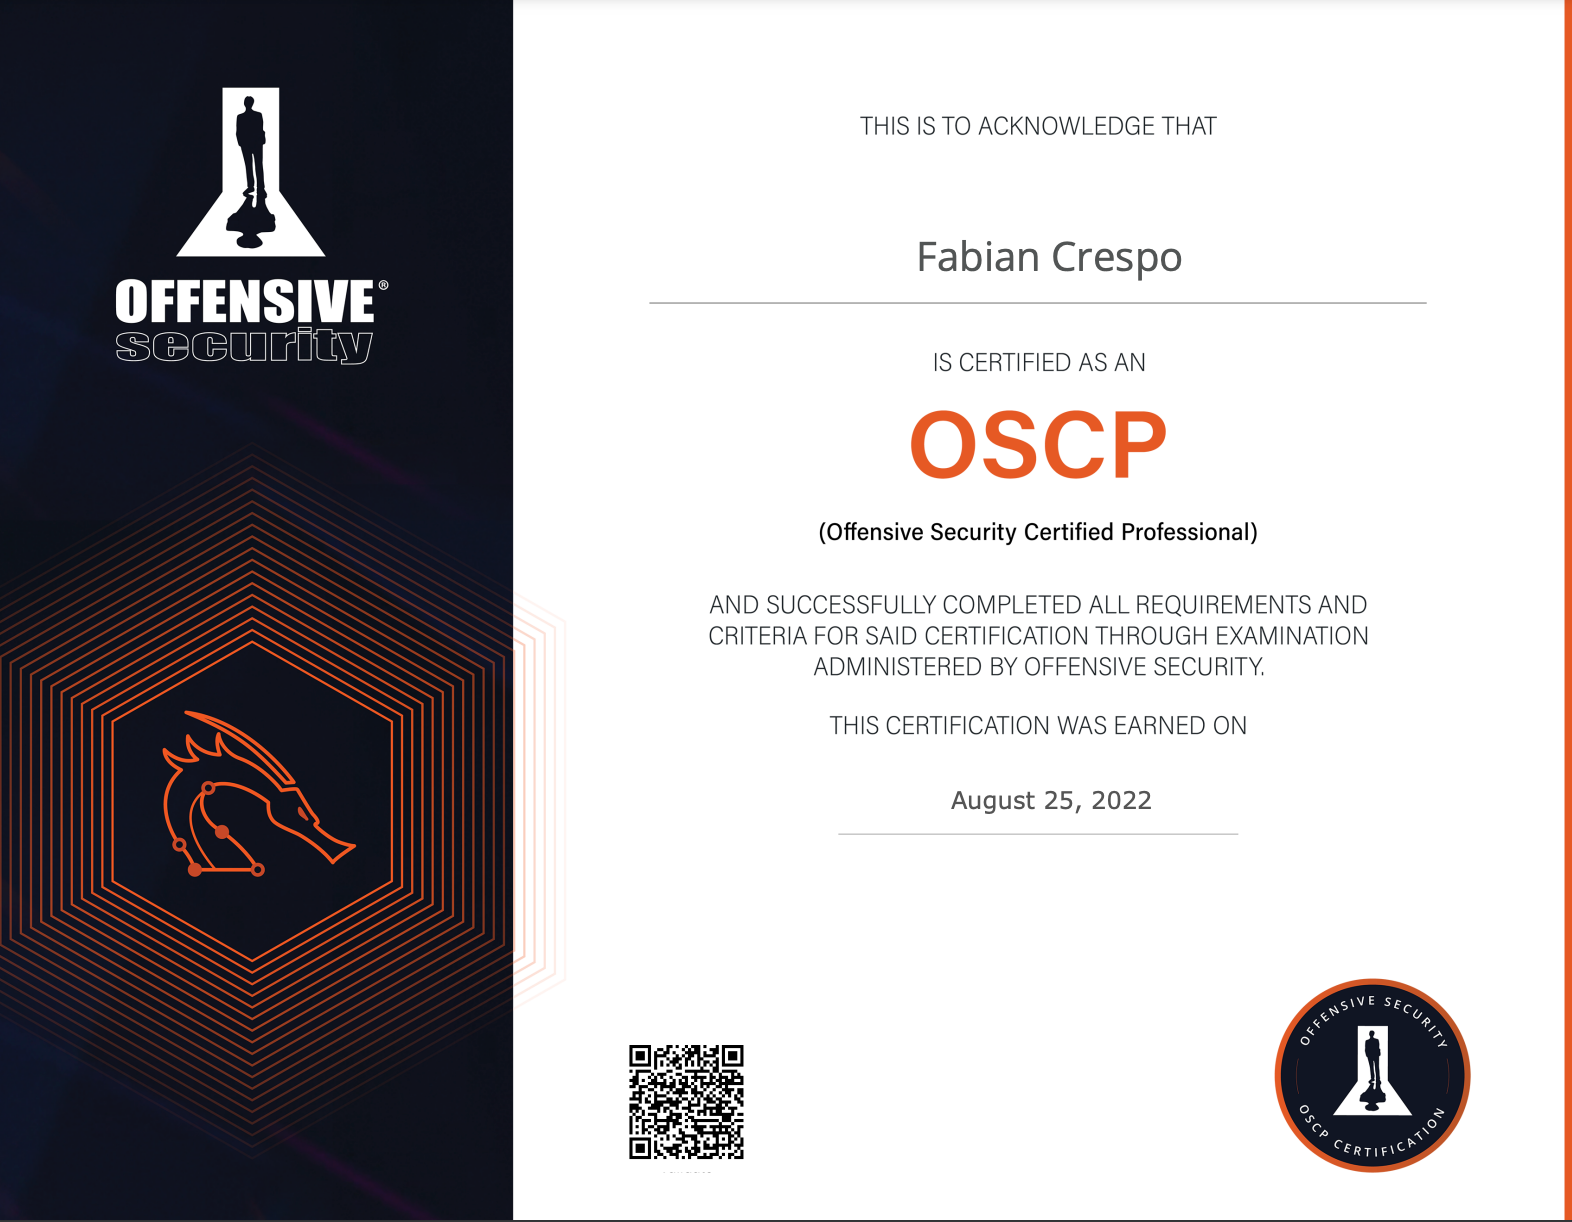 OFFENSIVE®
security
THIS IS TO ACKNOWLEDGE THAT
Fabian Crespo
IS CERTIFIED AS AN
OSCP
(Offensive Security Certified Professional)
AND SUCCESSFULLY COMPLETED ALL REQUIREMENTS AND
CRITERIA FOR SAID CERTIFICATION THROUGH EXAMINATION
ADMINISTERED BY OFFENSIVE SECURITY.
THIS CERTIFICATION WAS EARNED ON
August 25, 2022
OFFENSIVE SECURITY
OSCP CERTIFICATION